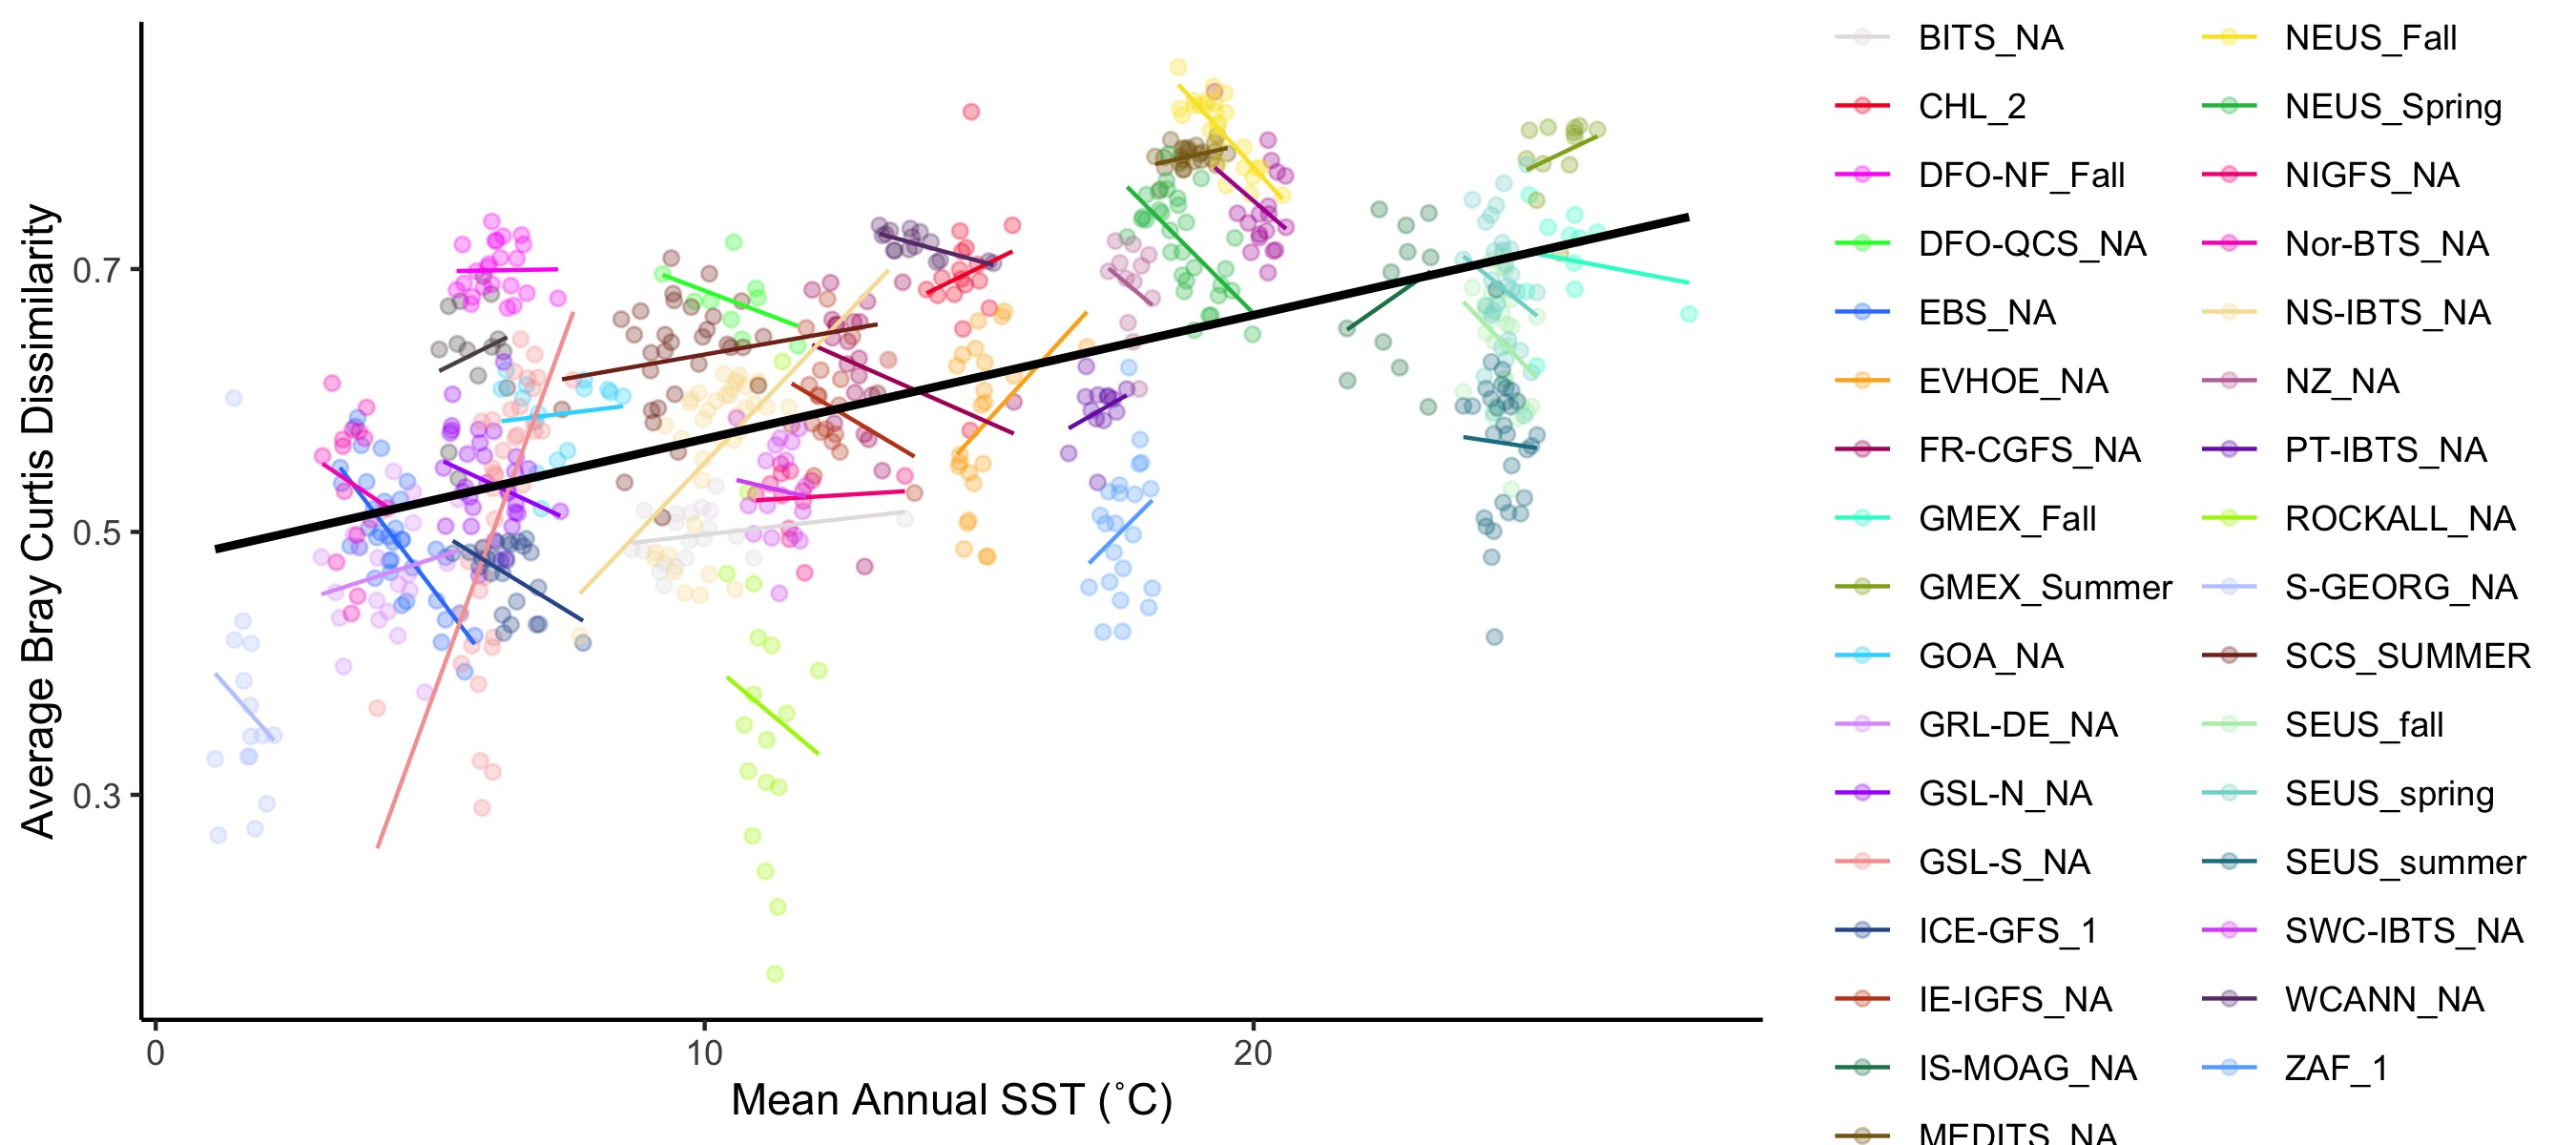 Average Bray Curtis Dissimilarity
0.7
0.5
0.3
0
10
20
Mean Annual SST (°C)
BITS_NA
CHL_2
DFO-NF_Fall
DFO-QCS_NA
EBS_NA
EVHOE_NA
FR-CGFS_NA
GMEX_Fall
GMEX_Summer
GOA_NA
GRL-DE_NA
GSL-N_NA
GSL-S_NA
ICE-GFS_1
IE-IGFS_NA
IS-MOAG_NA
MEDITS_NA
NEUS_Fall
NEUS_Spring
NIGFS_NA
Nor-BTS_NA
NS-IBTS_NA
NZ_NA
PT-IBTS_NA
ROCKALL_NA
S-GEORG_NA
SCS_SUMMER
SEUS_fall
SEUS_spring
SEUS_summer
SWC-IBTS_NA
WCANN_NA
ZAF_1